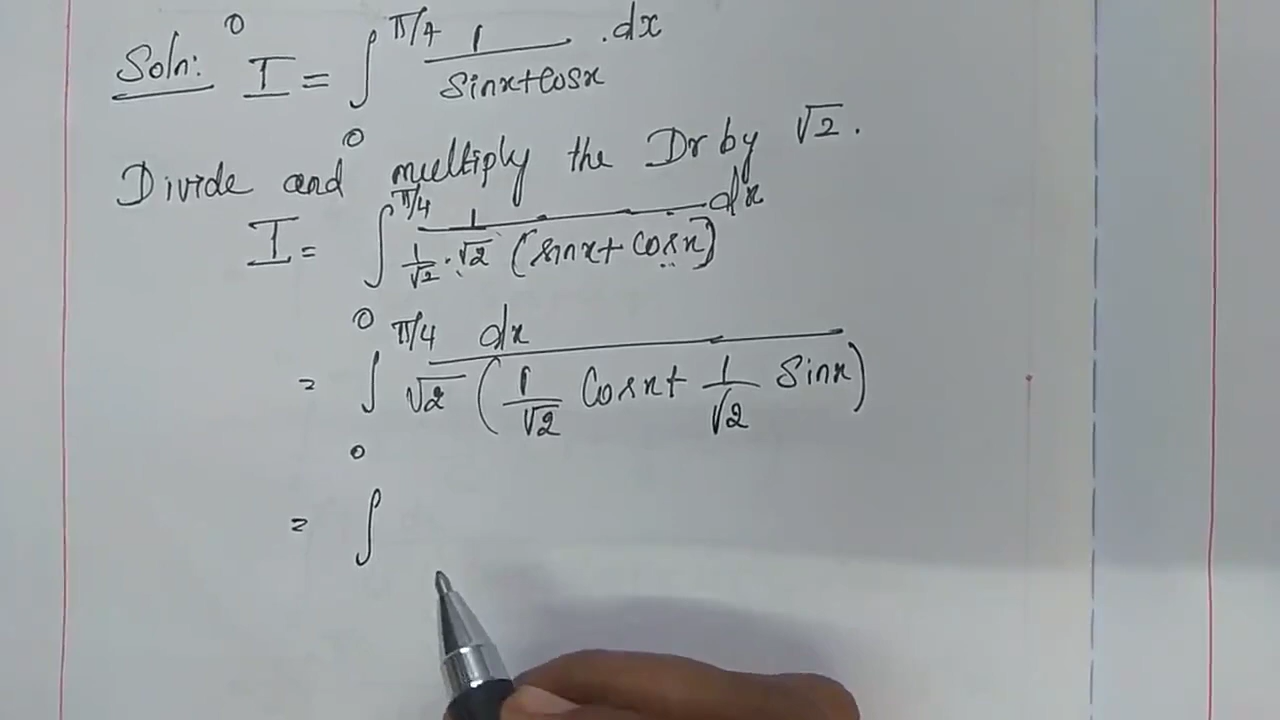 0
Soln: I = ∫₀^π/4 1/(Sinx+Cosx) .dx
Divide and multiply the Dr by √2.
I = ∫₀^π/4 1/(1/√2 . √2 (sinx+cosx)) dx
= ∫₀^π/4 dx/(√2 (1/√2 Cosx + 1/√2 Sinx))
= ∫